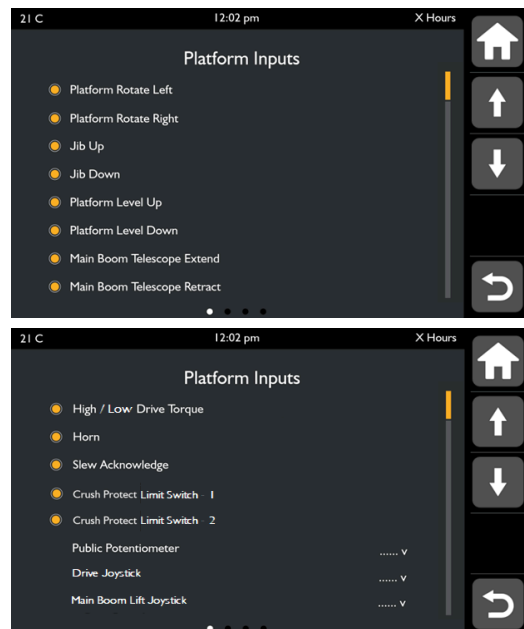 21 C 12:02 pm X Hours
Platform Inputs
Platform Rotate Left
Platform Rotate Right
Jib Up
Jib Down
Platform Level Up
Platform Level Down
Main Boom Telescope Extend
Main Boom Telescope Retract
21 C 12:02 pm X Hours
Platform Inputs
High / Low Drive Torque
Horn
Slew Acknowledge
Crush Protect Limit Switch - 1
Crush Protect Limit Switch - 2
Public Potentiometer ...... v
Drive Joystick ...... v
Main Boom Lift Joystick ...... v